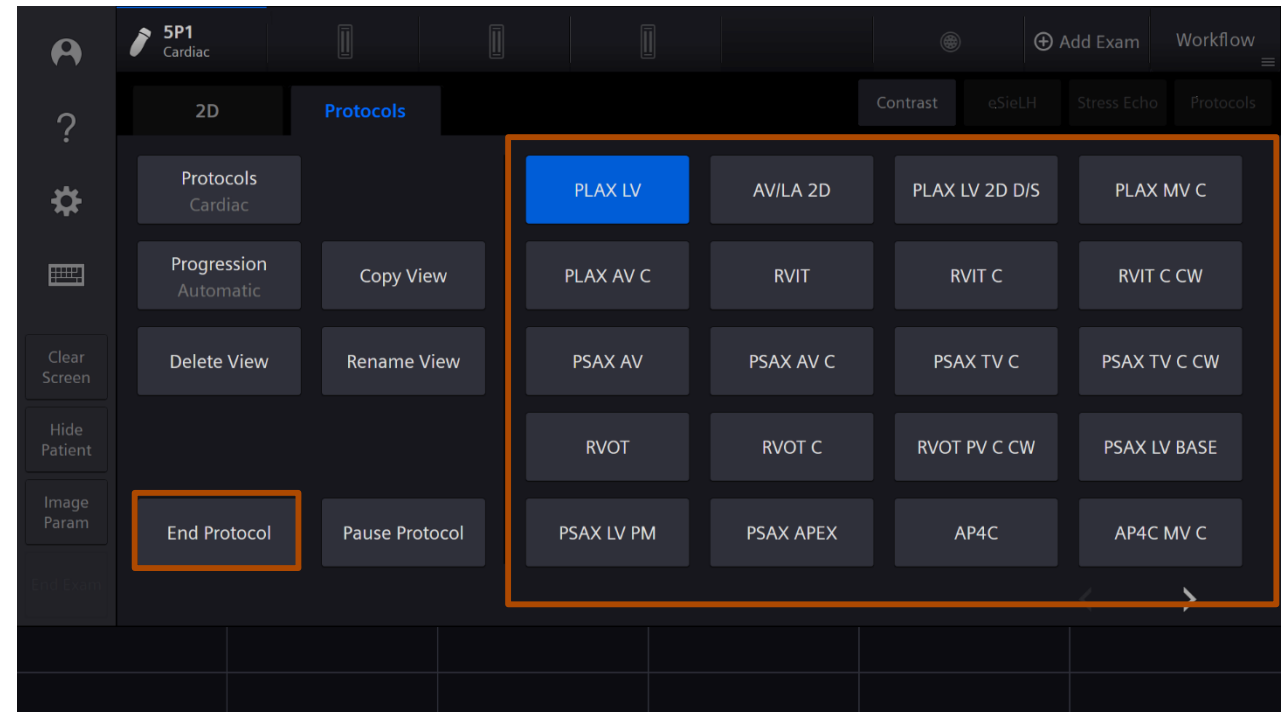 5P1
Cardiac
Add Exam
Workflow
2D
Protocols
Contrast
eSieLH
Stress Echo
Protocols
Protocols
Cardiac
PLAX LV
AV/LA 2D
PLAX LV 2D D/S
PLAX MV C
Progression
Automatic
Copy View
PLAX AV C
RVIT
RVIT C
RVIT C CW
Clear
Screen
Delete View
Rename View
PSAX AV
PSAX AV C
PSAX TV C
PSAX TV C CW
Hide
Patient
RVOT
RVOT C
RVOT PV C CW
PSAX LV BASE
Image
Param
End Protocol
Pause Protocol
PSAX LV PM
PSAX APEX
AP4C
AP4C MV C
End Exam